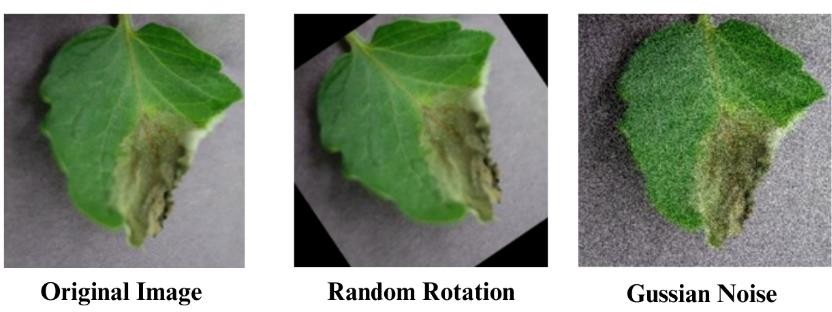 Original Image
Random Rotation
Gussian Noise